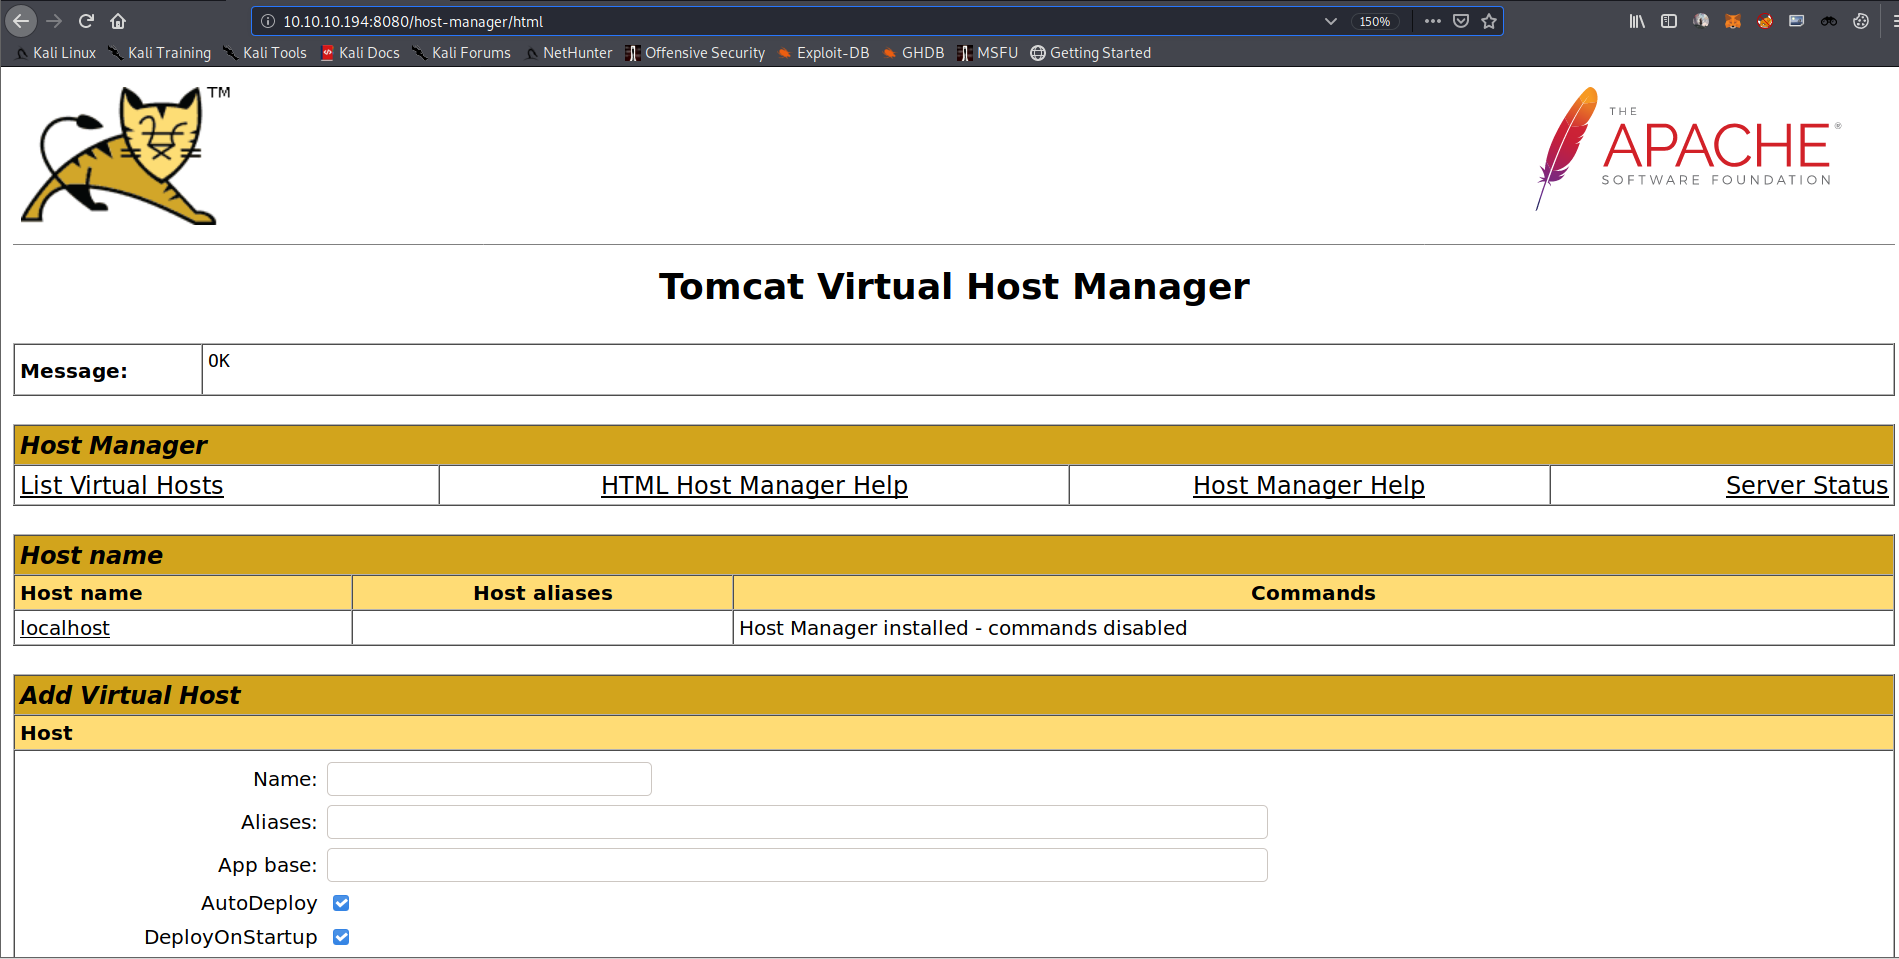 10.10.10.194:8080/host-manager/html 150%
Kali Linux Kali Training Kali Tools Kali Docs Kali Forums NetHunter Offensive Security Exploit-DB GHDB MSFU Getting Started
TM
THE
APACHE®
SOFTWARE FOUNDATION
Tomcat Virtual Host Manager
Message: OK
Host Manager
List Virtual Hosts HTML Host Manager Help Host Manager Help Server Status
Host name
Host name Host aliases Commands
localhost Host Manager installed - commands disabled
Add Virtual Host
Host
Name:
Aliases:
App base:
AutoDeploy
DeployOnStartup